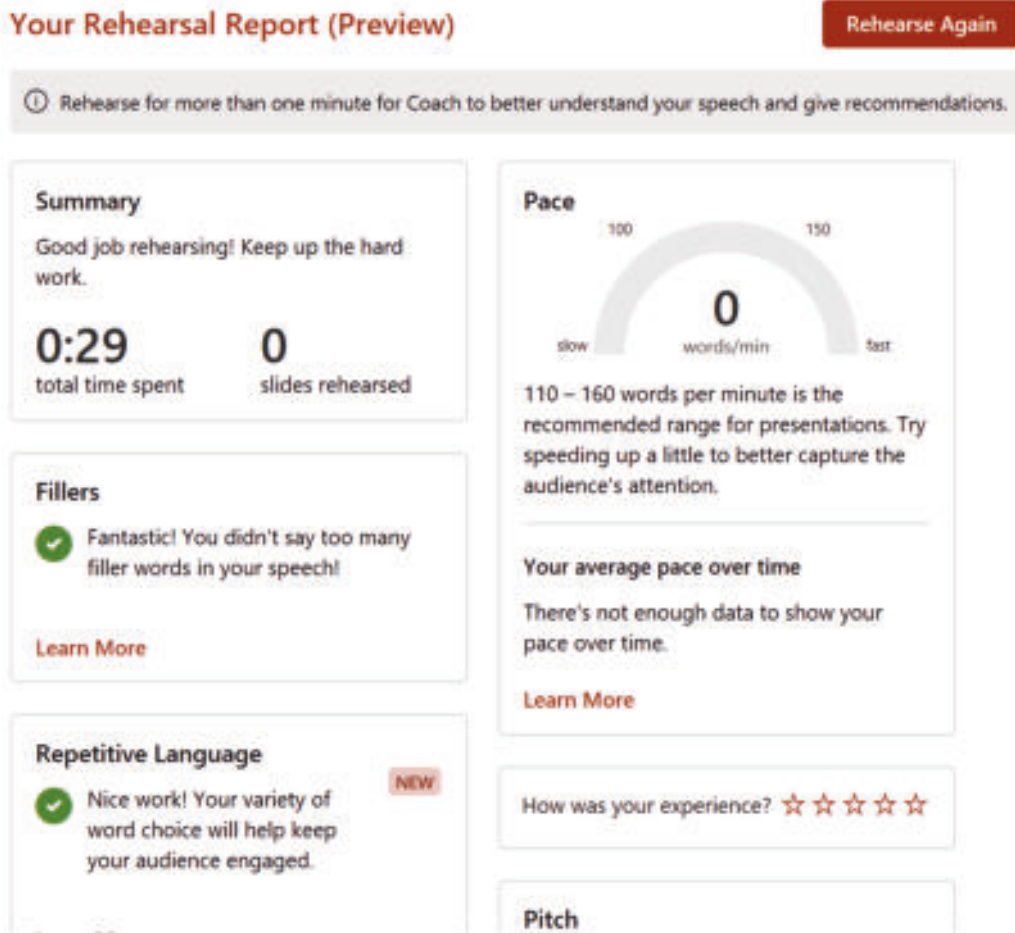 Your Rehearsal Report (Preview)
Rehearse Again
Rehearse for more than one minute for Coach to better understand your speech and give recommendations.
Summary
Good job rehearsing! Keep up the hard
work.
0:29
total time spent
0
slides rehearsed
Fillers
Fantastic! You didn't say too many
filler words in your speech!
Learn More
Repetitive Language
NEW
Nice work! Your variety of
word choice will help keep
your audience engaged.
Pace
100
150
0
slow
words/min
fast
110 – 160 words per minute is the
recommended range for presentations. Try
speeding up a little to better capture the
audience's attention.
Your average pace over time
There's not enough data to show your
pace over time.
Learn More
How was your experience?
Pitch